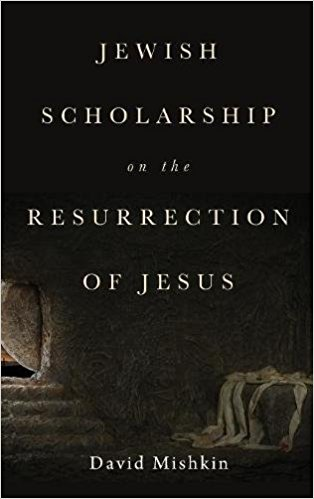 JEWISH
SCHOLARSHIP
on the
RESURRECTION
OF JESUS
David Mishkin